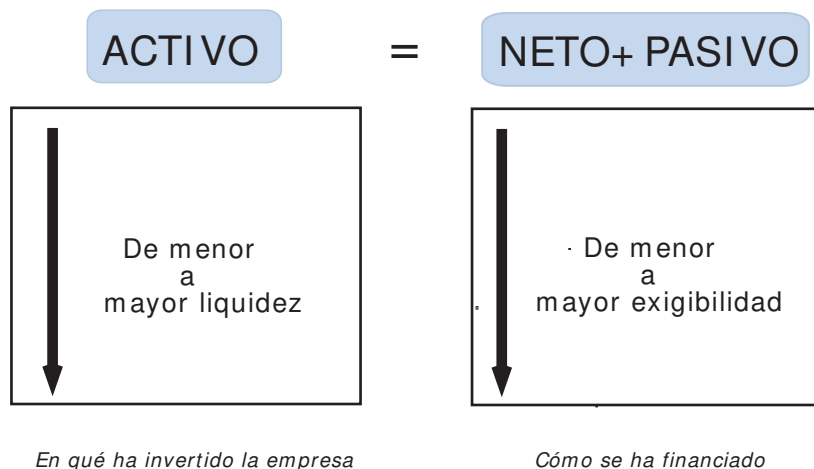 ACTIVO = NETO+ PASIVO
De menor
a
mayor liquidez
De menor
a
mayor exigibilidad
En qué ha invertido la empresa
Cómo se ha financiado